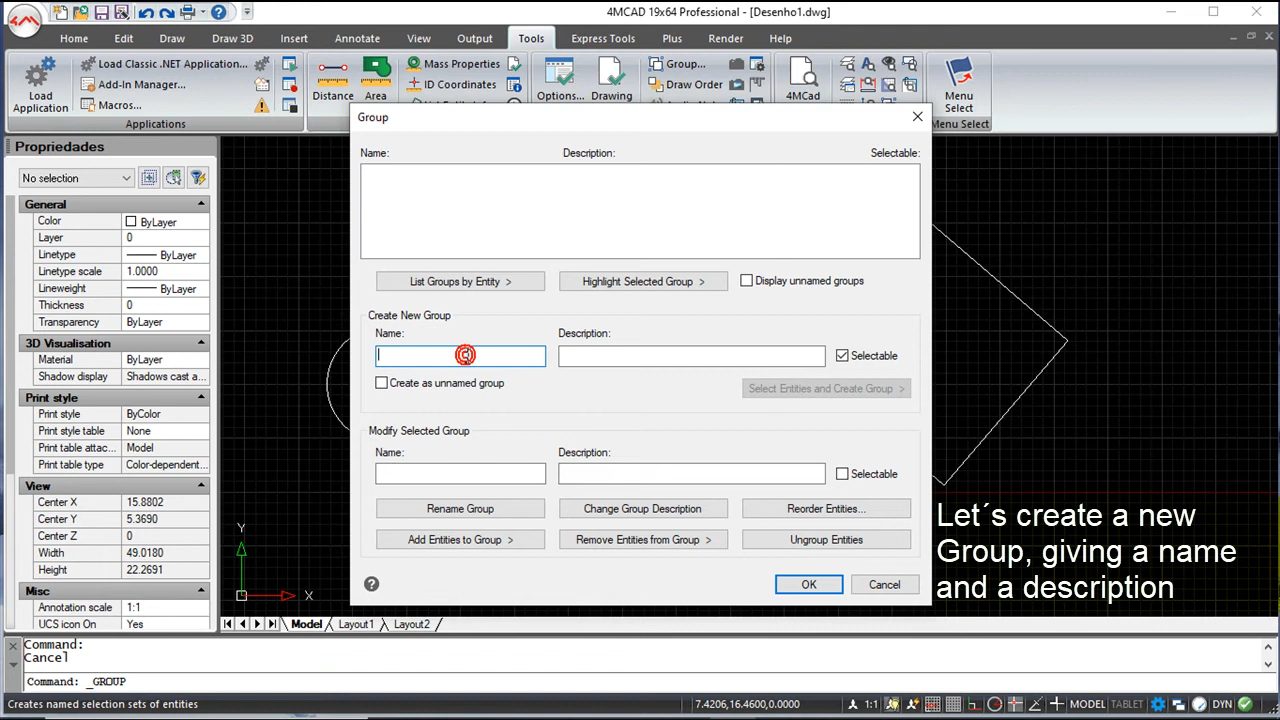 4MCAD 19x64 Professional - [Desenho1.dwg]
Home Edit Draw Draw 3D Insert Annotate View Output Tools Express Tools Plus Render Help
Load Application
Load Classic .NET Application...
Add-In Manager...
Macros...
Applications
Distance
Area
Mass Properties
ID Coordinates
Options...
Drawing
Group...
Draw Order
4MCad
Menu Select
Menu Select
Propriedades
No selection
General
Color ByLayer
Layer 0
Linetype ByLayer
Linetype scale 1.0000
Lineweight ByLayer
Thickness 0
Transparency ByLayer
3D Visualisation
Material ByLayer
Shadow display Shadows cast a...
Print style
Print style ByColor
Print style table None
Print table attac... Model
Print table type Color-dependent...
View
Center X 15.8802
Center Y 5.3690
Center Z 0
Width 49.0180
Height 22.2691
Misc
Annotation scale 1:1
UCS icon On Yes
Group
Name: Description: Selectable:
List Groups by Entity >
Highlight Selected Group >
Display unnamed groups
Create New Group
Name: Description:
Selectable
Create as unnamed group
Select Entities and Create Group >
Modify Selected Group
Name: Description:
Selectable
Rename Group
Change Group Description
Reorder Entities...
Add Entities to Group >
Remove Entities from Group >
Ungroup Entities
OK
Cancel
Let´s create a new
Group, giving a name
and a description
Y
X
Model Layout1 Layout2
Command:
Cancel
Command: _GROUP
Creates named selection sets of entities
7.4206,16.4600,0.0000
1:1
MODEL TABLET
DYN